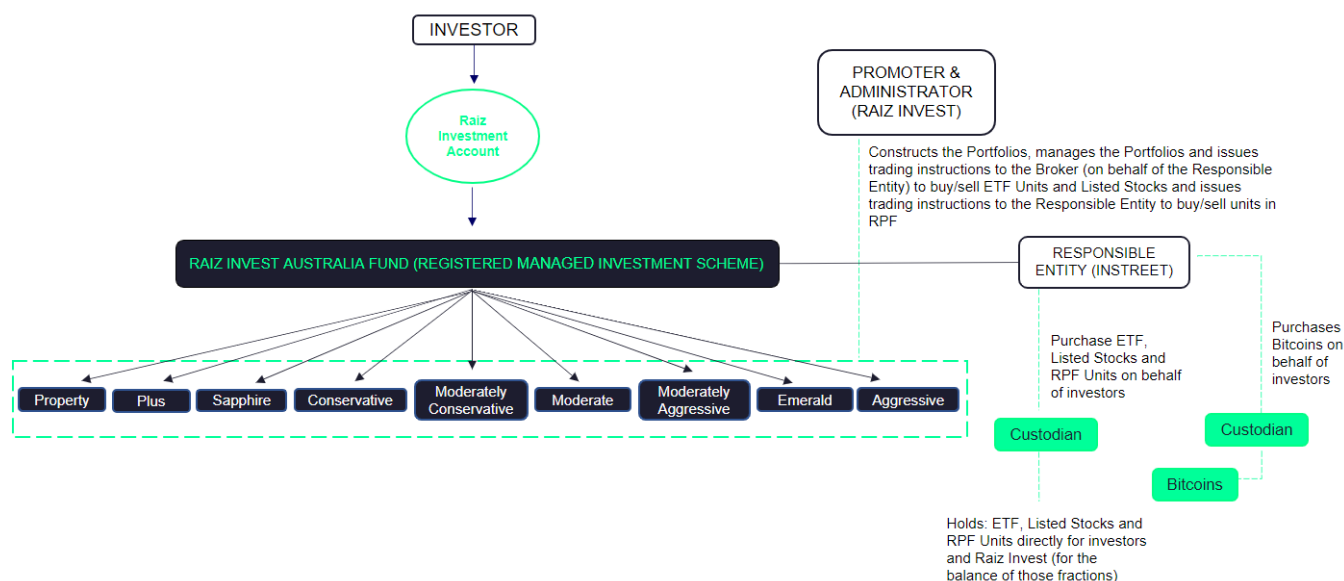 INVESTOR
Raiz
Investment
Account
PROMOTER &
ADMINISTRATOR
(RAIZ INVEST)
Constructs the Portfolios, manages the Portfolios and issues
trading instructions to the Broker (on behalf of the Responsible
Entity) to buy/sell ETF Units and Listed Stocks and issues
trading instructions to the Responsible Entity to buy/sell units in
RPF
RAIZ INVEST AUSTRALIA FUND (REGISTERED MANAGED INVESTMENT SCHEME)
RESPONSIBLE
ENTITY (INSTREET)
Property
Plus
Sapphire
Conservative
Moderately
Conservative
Moderate
Moderately
Aggressive
Emerald
Aggressive
Purchase ETF,
Listed Stocks and
RPF Units on behalf
of investors
Purchases
Bitcoins on
behalf of
investors
Custodian
Custodian
Bitcoins
Holds: ETF, Listed Stocks and
RPF Units directly for investors
and Raiz Invest (for the
balance of those fractions)